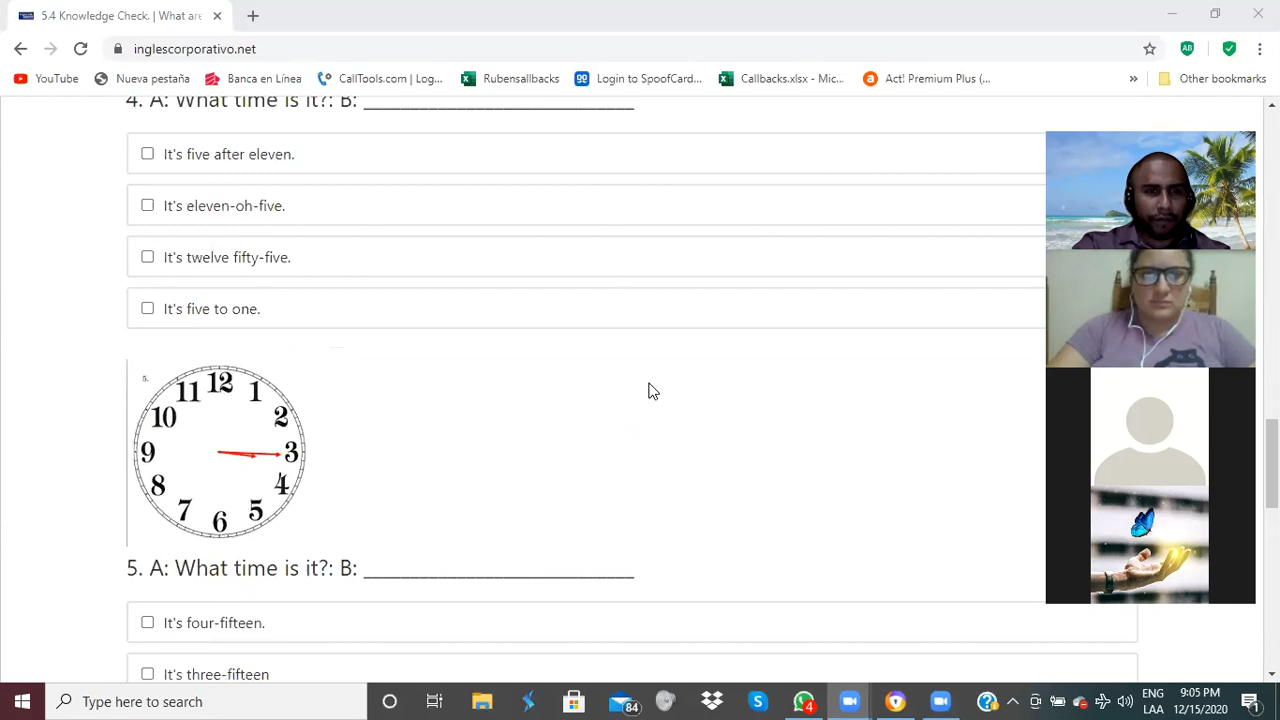 5.4 Knowledge Check. | What are
inglescorporativo.net
YouTube
Nueva pestaña
Banca en Línea
CallTools.com | Log...
Rubensallbacks
Login to SpoofCard...
Callbacks.xlsx - Mic...
Act! Premium Plus (...
»
Other bookmarks
4. A: What time is it?: B: ___________________________
It's five after eleven.
It's eleven-oh-five.
It's twelve fifty-five.
It's five to one.
5.
12
11 1
10 2
9 3
8 4
7 5
6
5. A: What time is it?: B: ___________________________
It's four-fifteen.
It's three-fifteen
Type here to search
84
4
ENG
LAA
9:05 PM
12/15/2020
1